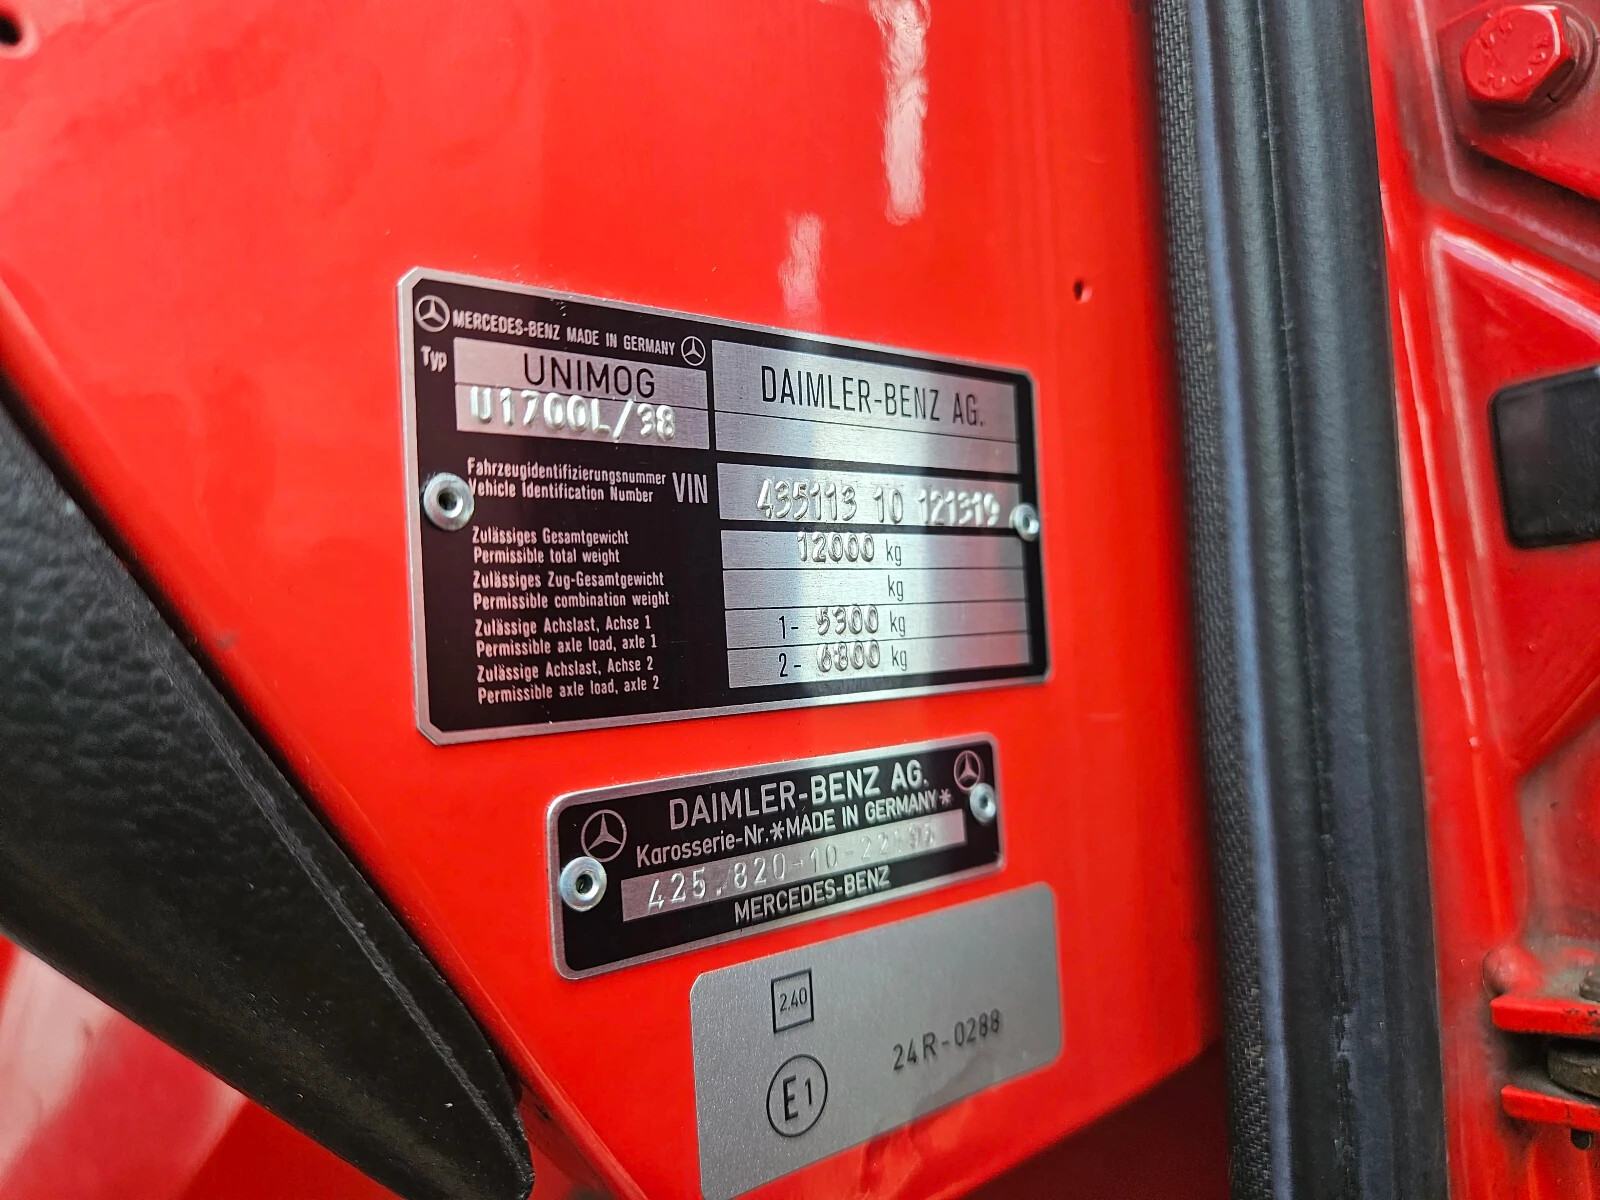 MERCEDES-BENZ MADE IN GERMANY
Typ
UNIMOG
U1700L/38
DAIMLER-BENZ AG.
Fahrzeugidentifizierungsnummer
Vehicle Identification Number
VIN
435113 10 121319
Zulässiges Gesamtgewicht
Permissible total weight
12000 kg
Zulässiges Zug-Gesamtgewicht
Permissible combination weight
kg
Zulässige Achslast, Achse 1
Permissible axle load, axle 1
1- 5300 kg
Zulässige Achslast, Achse 2
Permissible axle load, axle 2
2- 6800 kg
DAIMLER-BENZ AG.
Karosserie-Nr.*MADE IN GERMANY*
MERCEDES-BENZ
2.40
E1
24R-0288